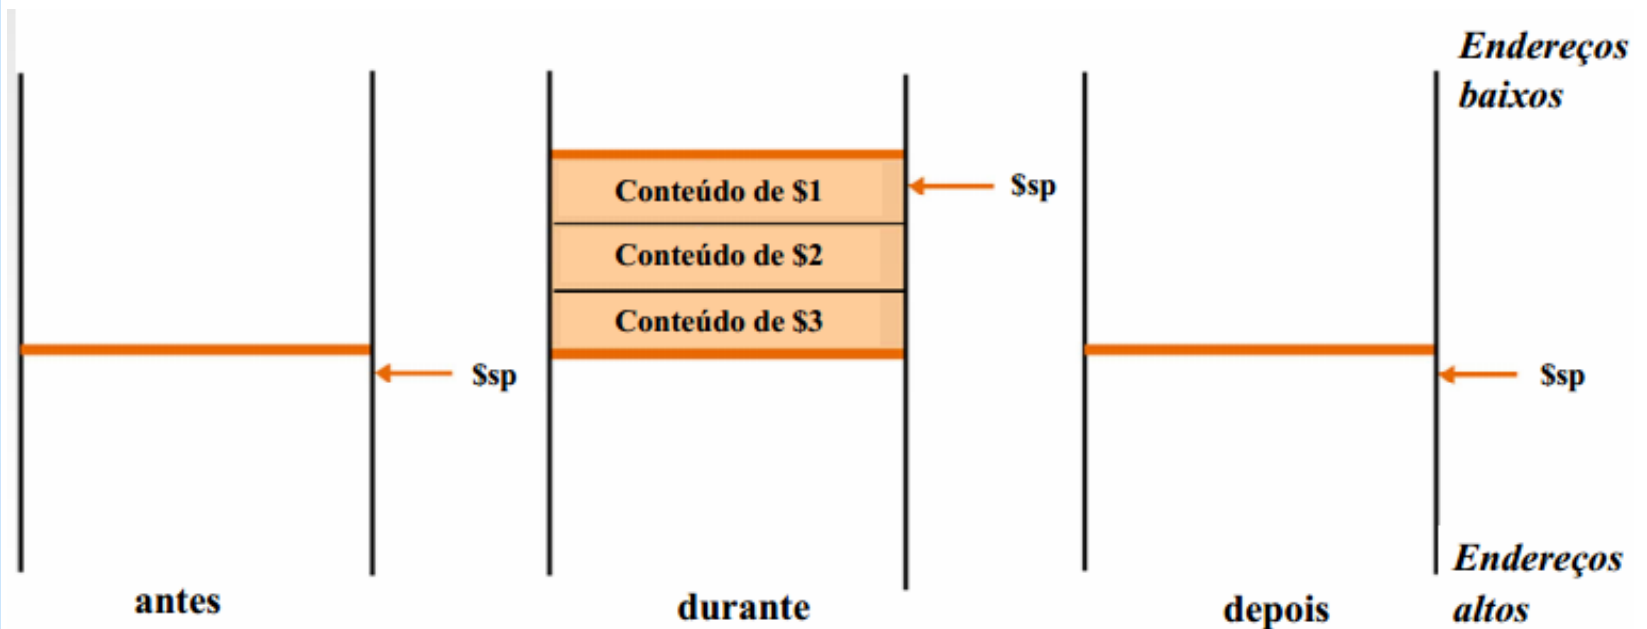 Endereços
baixos
Conteúdo de $1
$sp
Conteúdo de $2
Conteúdo de $3
$sp
$sp
antes
durante
depois
Endereços
altos